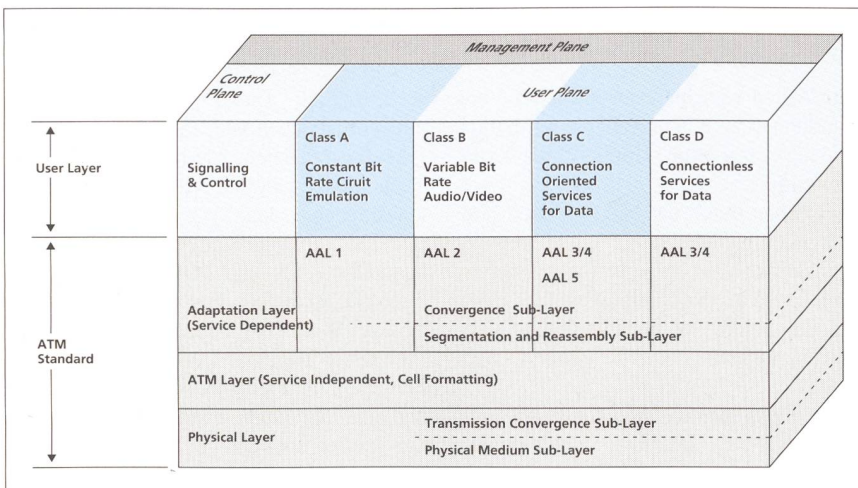 Management Plane
Control
Plane
User Plane
User Layer
Signalling
& Control
Class A
Constant Bit
Rate Ciruit
Emulation
Class B
Variable Bit
Rate
Audio/Video
Class C
Connection
Oriented
Services
for Data
Class D
Connectionless
Services
for Data
ATM
Standard
AAL 1
AAL 2
AAL 3/4
AAL 5
AAL 3/4
Adaptation Layer
(Service Dependent)
Convergence Sub-Layer
Segmentation and Reassembly Sub-Layer
ATM Layer (Service Independent, Cell Formatting)
Physical Layer
Transmission Convergence Sub-Layer
Physical Medium Sub-Layer